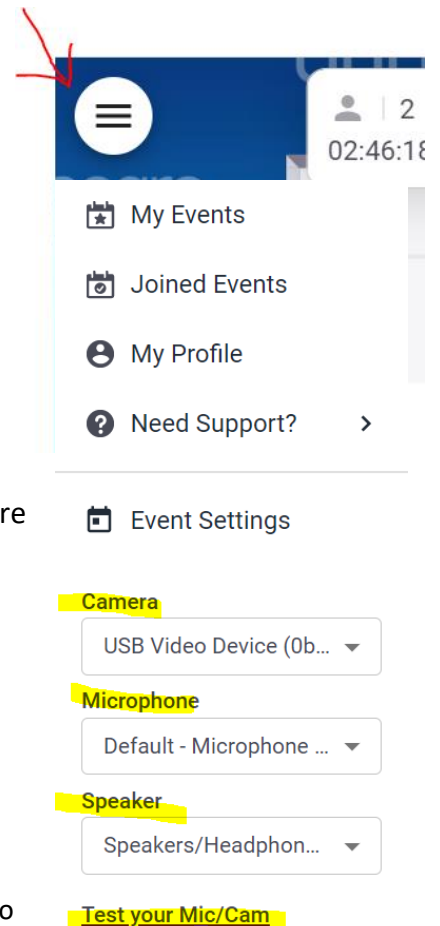 2
02:46:18
My Events
Joined Events
My Profile
Need Support?
re
Event Settings
Camera
USB Video Device (0b...
Microphone
Default - Microphone ...
Speaker
Speakers/Headphon...
o
Test your Mic/Cam